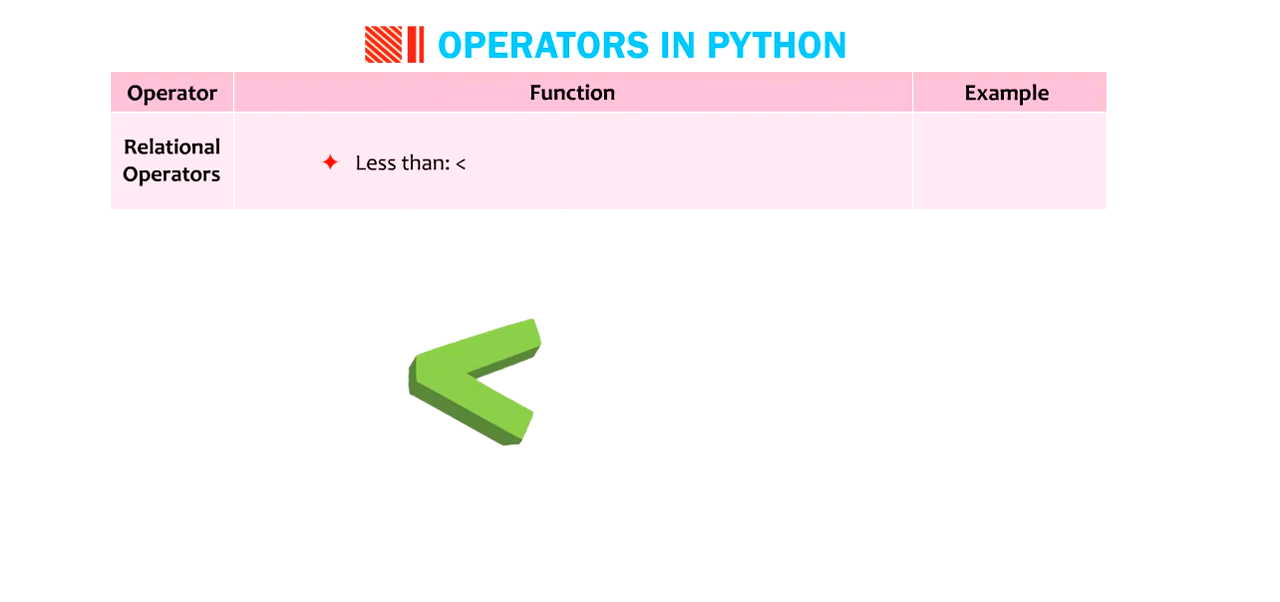 OPERATORS IN PYTHON
Operator Function Example
Relational
Operators
Less than: <
<